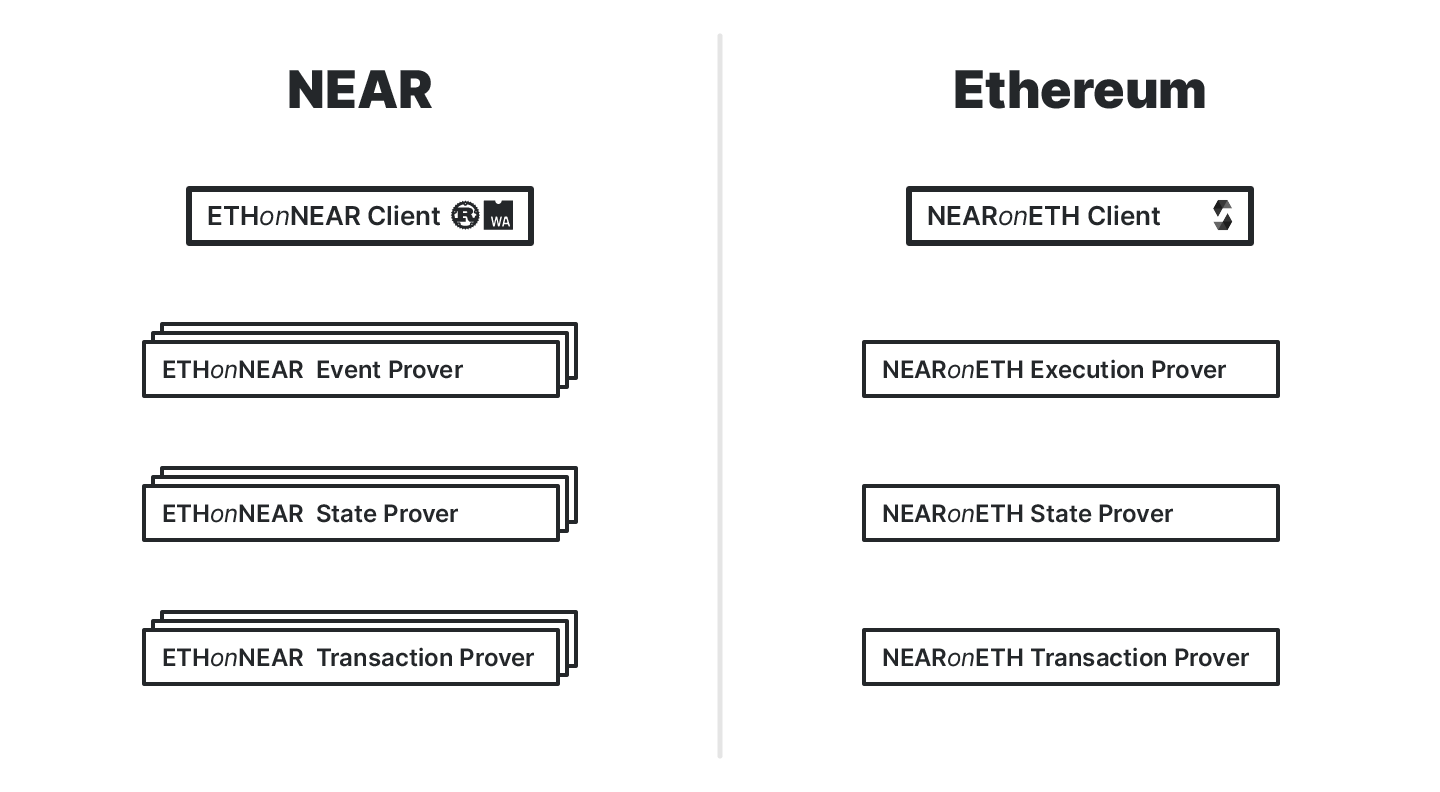 NEAR
ETHonNEAR Client R WA
ETHonNEAR Event Prover
ETHonNEAR State Prover
ETHonNEAR Transaction Prover
Ethereum
NEARonETH Client
NEARonETH Execution Prover
NEARonETH State Prover
NEARonETH Transaction Prover